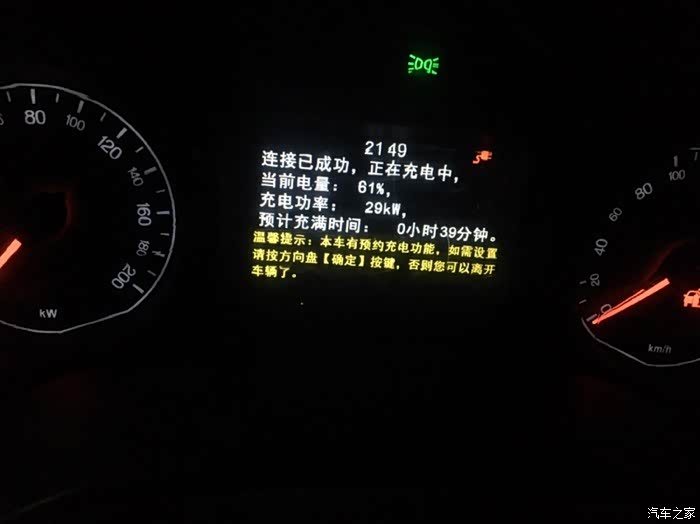 2149
连接已成功,正在充电中,
当前电量: 61%,
充电功率: 29kW,
预计充满时间: 0小时39分钟。
温馨提示:本车有预约充电功能,如需设置
请按方向盘【确定】按键,否则您可以离开
车辆了。
80
100
120
140
160
180
200
kW
0
20
40
60
80
100
km/h
汽车之家